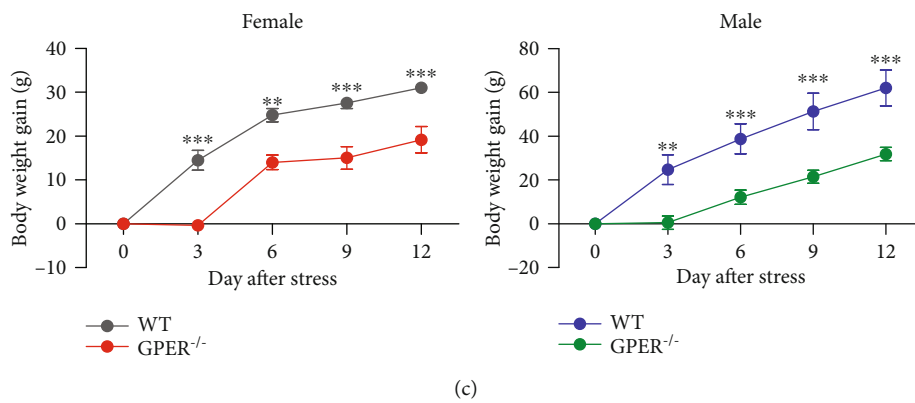 Female
Body weight gain (g)
40
30
20
10
0
–10
***
**
***
***
0 3 6 9 12
Day after stress
WT
GPER-/-
Male
Body weight gain (g)
60
40
20
0
–20
80
**
***
***
***
0 3 6 9 12
Day after stress
WT
GPER-/-
(c)